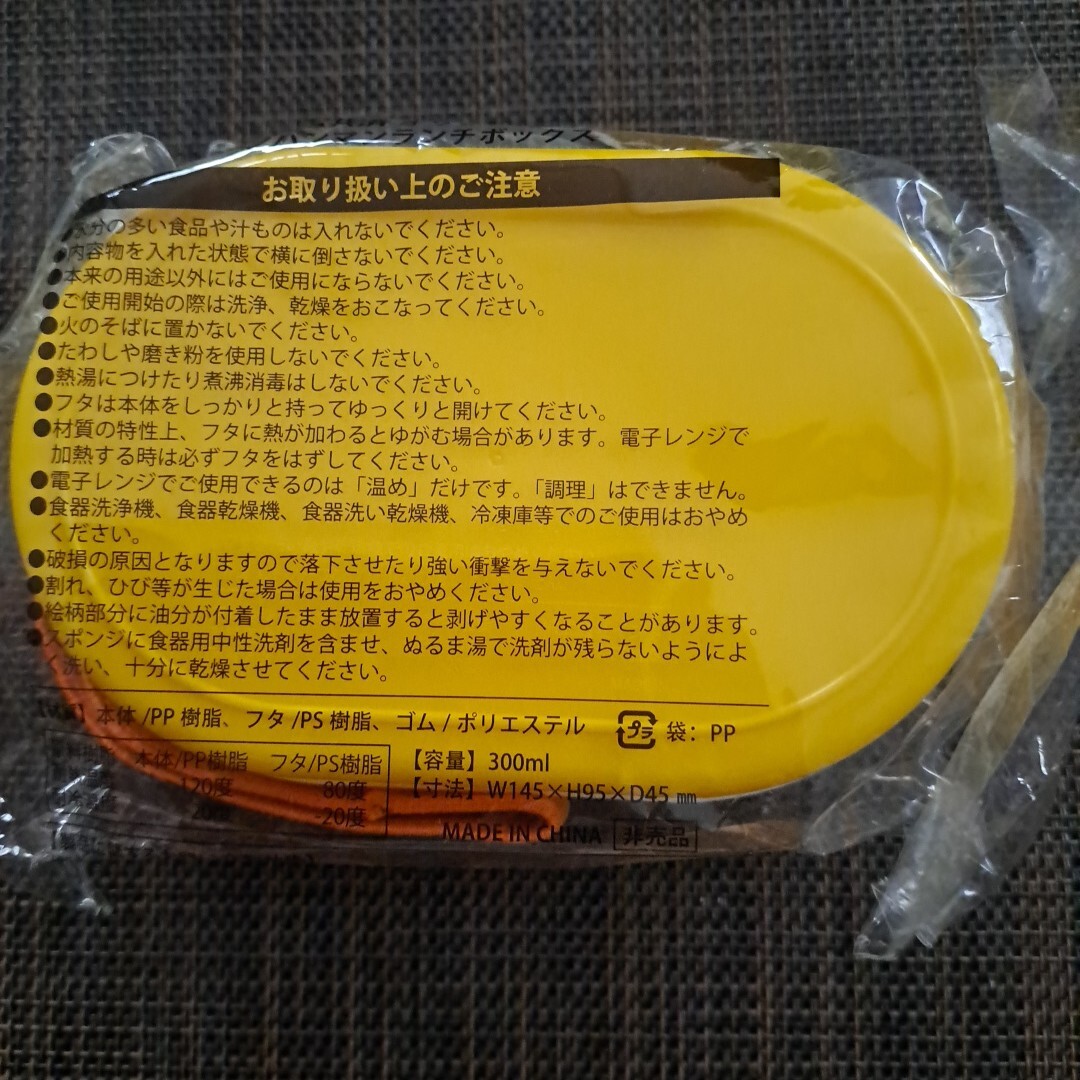 パンマンランチボックス
お取り扱い上のご注意
分の多い食品や汁ものは入れないでください。
●内容物を入れた状態で横に倒さないでください。
●本来の用途以外にはご使用にならないでください。
●ご使用開始の際は洗浄、乾燥をおこなってください。
●火のそばに置かないでください。
●たわしや磨き粉を使用しないでください。
●熱湯につけたり煮沸消毒はしないでください。
●フタは本体をしっかりと持ってゆっくりと開けてください。
●材質の特性上、フタに熱が加わるとゆがむ場合があります。電子レンジで
加熱する時は必ずフタをはずしてください。
●電子レンジでご使用できるのは「温め」だけです。「調理」はできません。
●食器洗浄機、食器乾燥機、食器洗い乾燥機、冷凍庫等でのご使用はおやめ
ください。
●破損の原因となりますので落下させたり強い衝撃を与えないでください。
●割れ、ひび等が生じた場合は使用をおやめください。
●絵柄部分に油分が付着したまま放置すると剥げやすくなることがあります。
●スポンジに食器用中性洗剤を含ませ、ぬるま湯で洗剤が残らないようによ
く洗い、十分に乾燥させてください。
】本体/PP樹脂、フタ/PS樹脂、ゴム/ポリエステル
プラ 袋：PP
本体/PP樹脂 フタ/PS樹脂
120度 80度
20度 -20度
【容量】300ml
【寸法】W145×H95×D45㎜
MADE IN CHINA 非売品